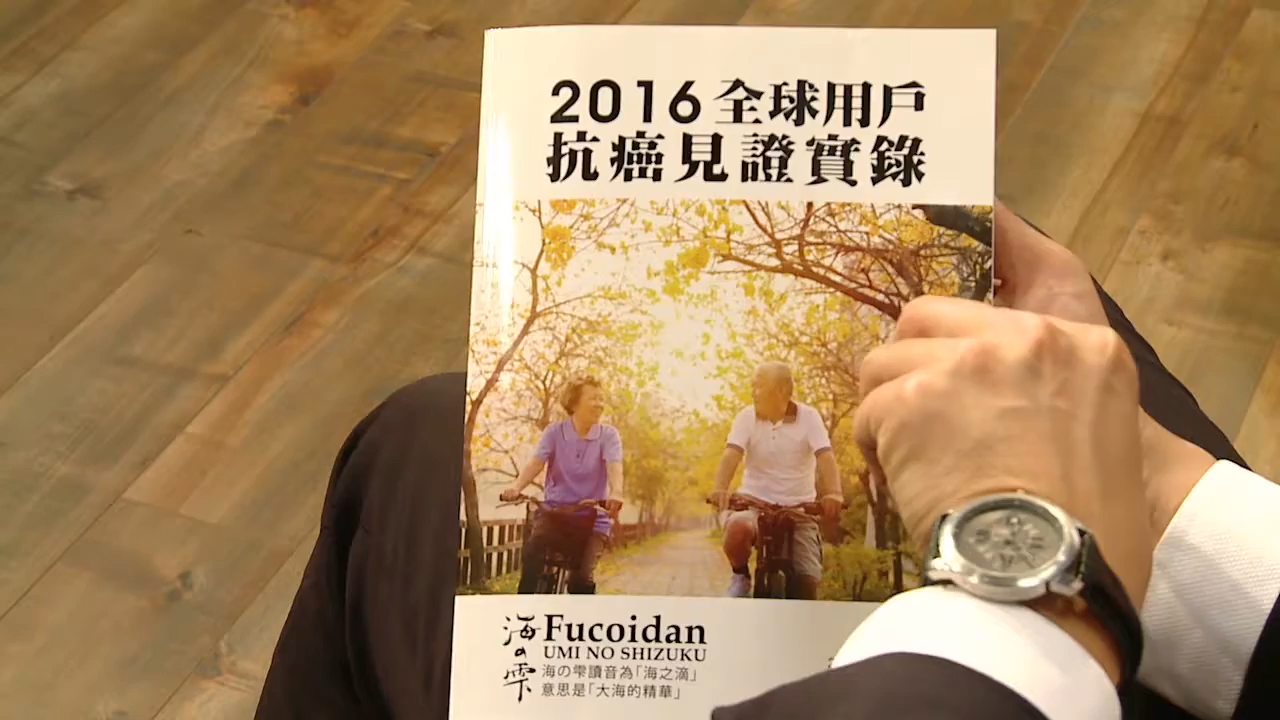 2016全球用戶
抗癌見證實錄
海の雫
Fucoidan
UMI NO SHIZUKU
海の雫讀音為「海之滴」
意思是「大海的精華」